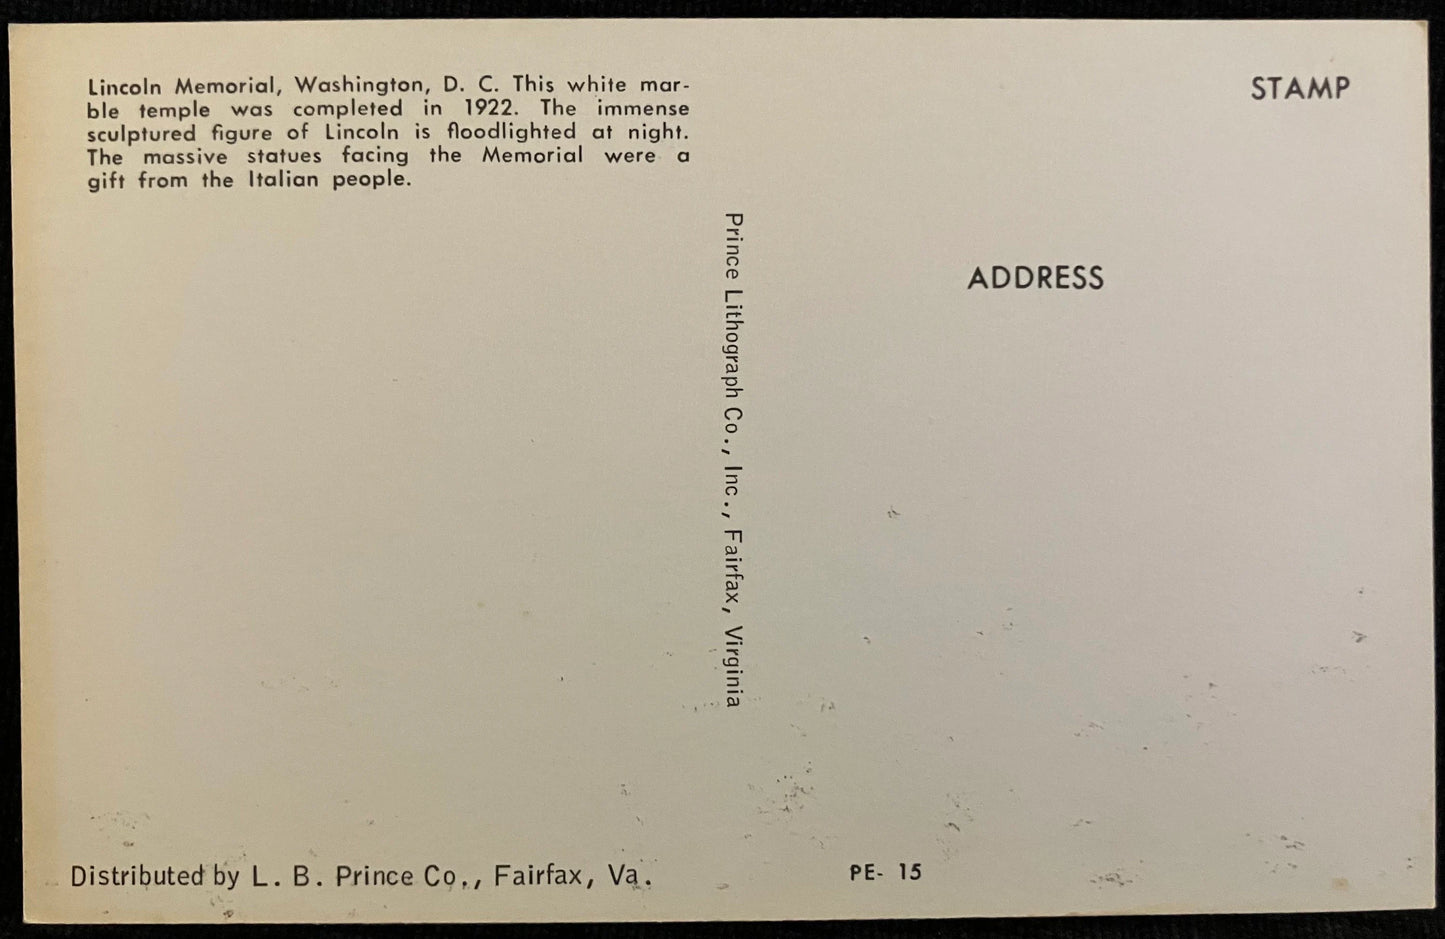 Lincoln Memorial, Washington, D. C. This white mar-
ble temple was completed in 1922. The immense
sculptured figure of Lincoln is floodlighted at night.
The massive statues facing the Memorial were a
gift from the Italian people.
STAMP
ADDRESS
Prince Lithograph Co., Inc., Fairfax, Virginia
Distributed by L. B. Prince Co., Fairfax, Va.
PE- 15